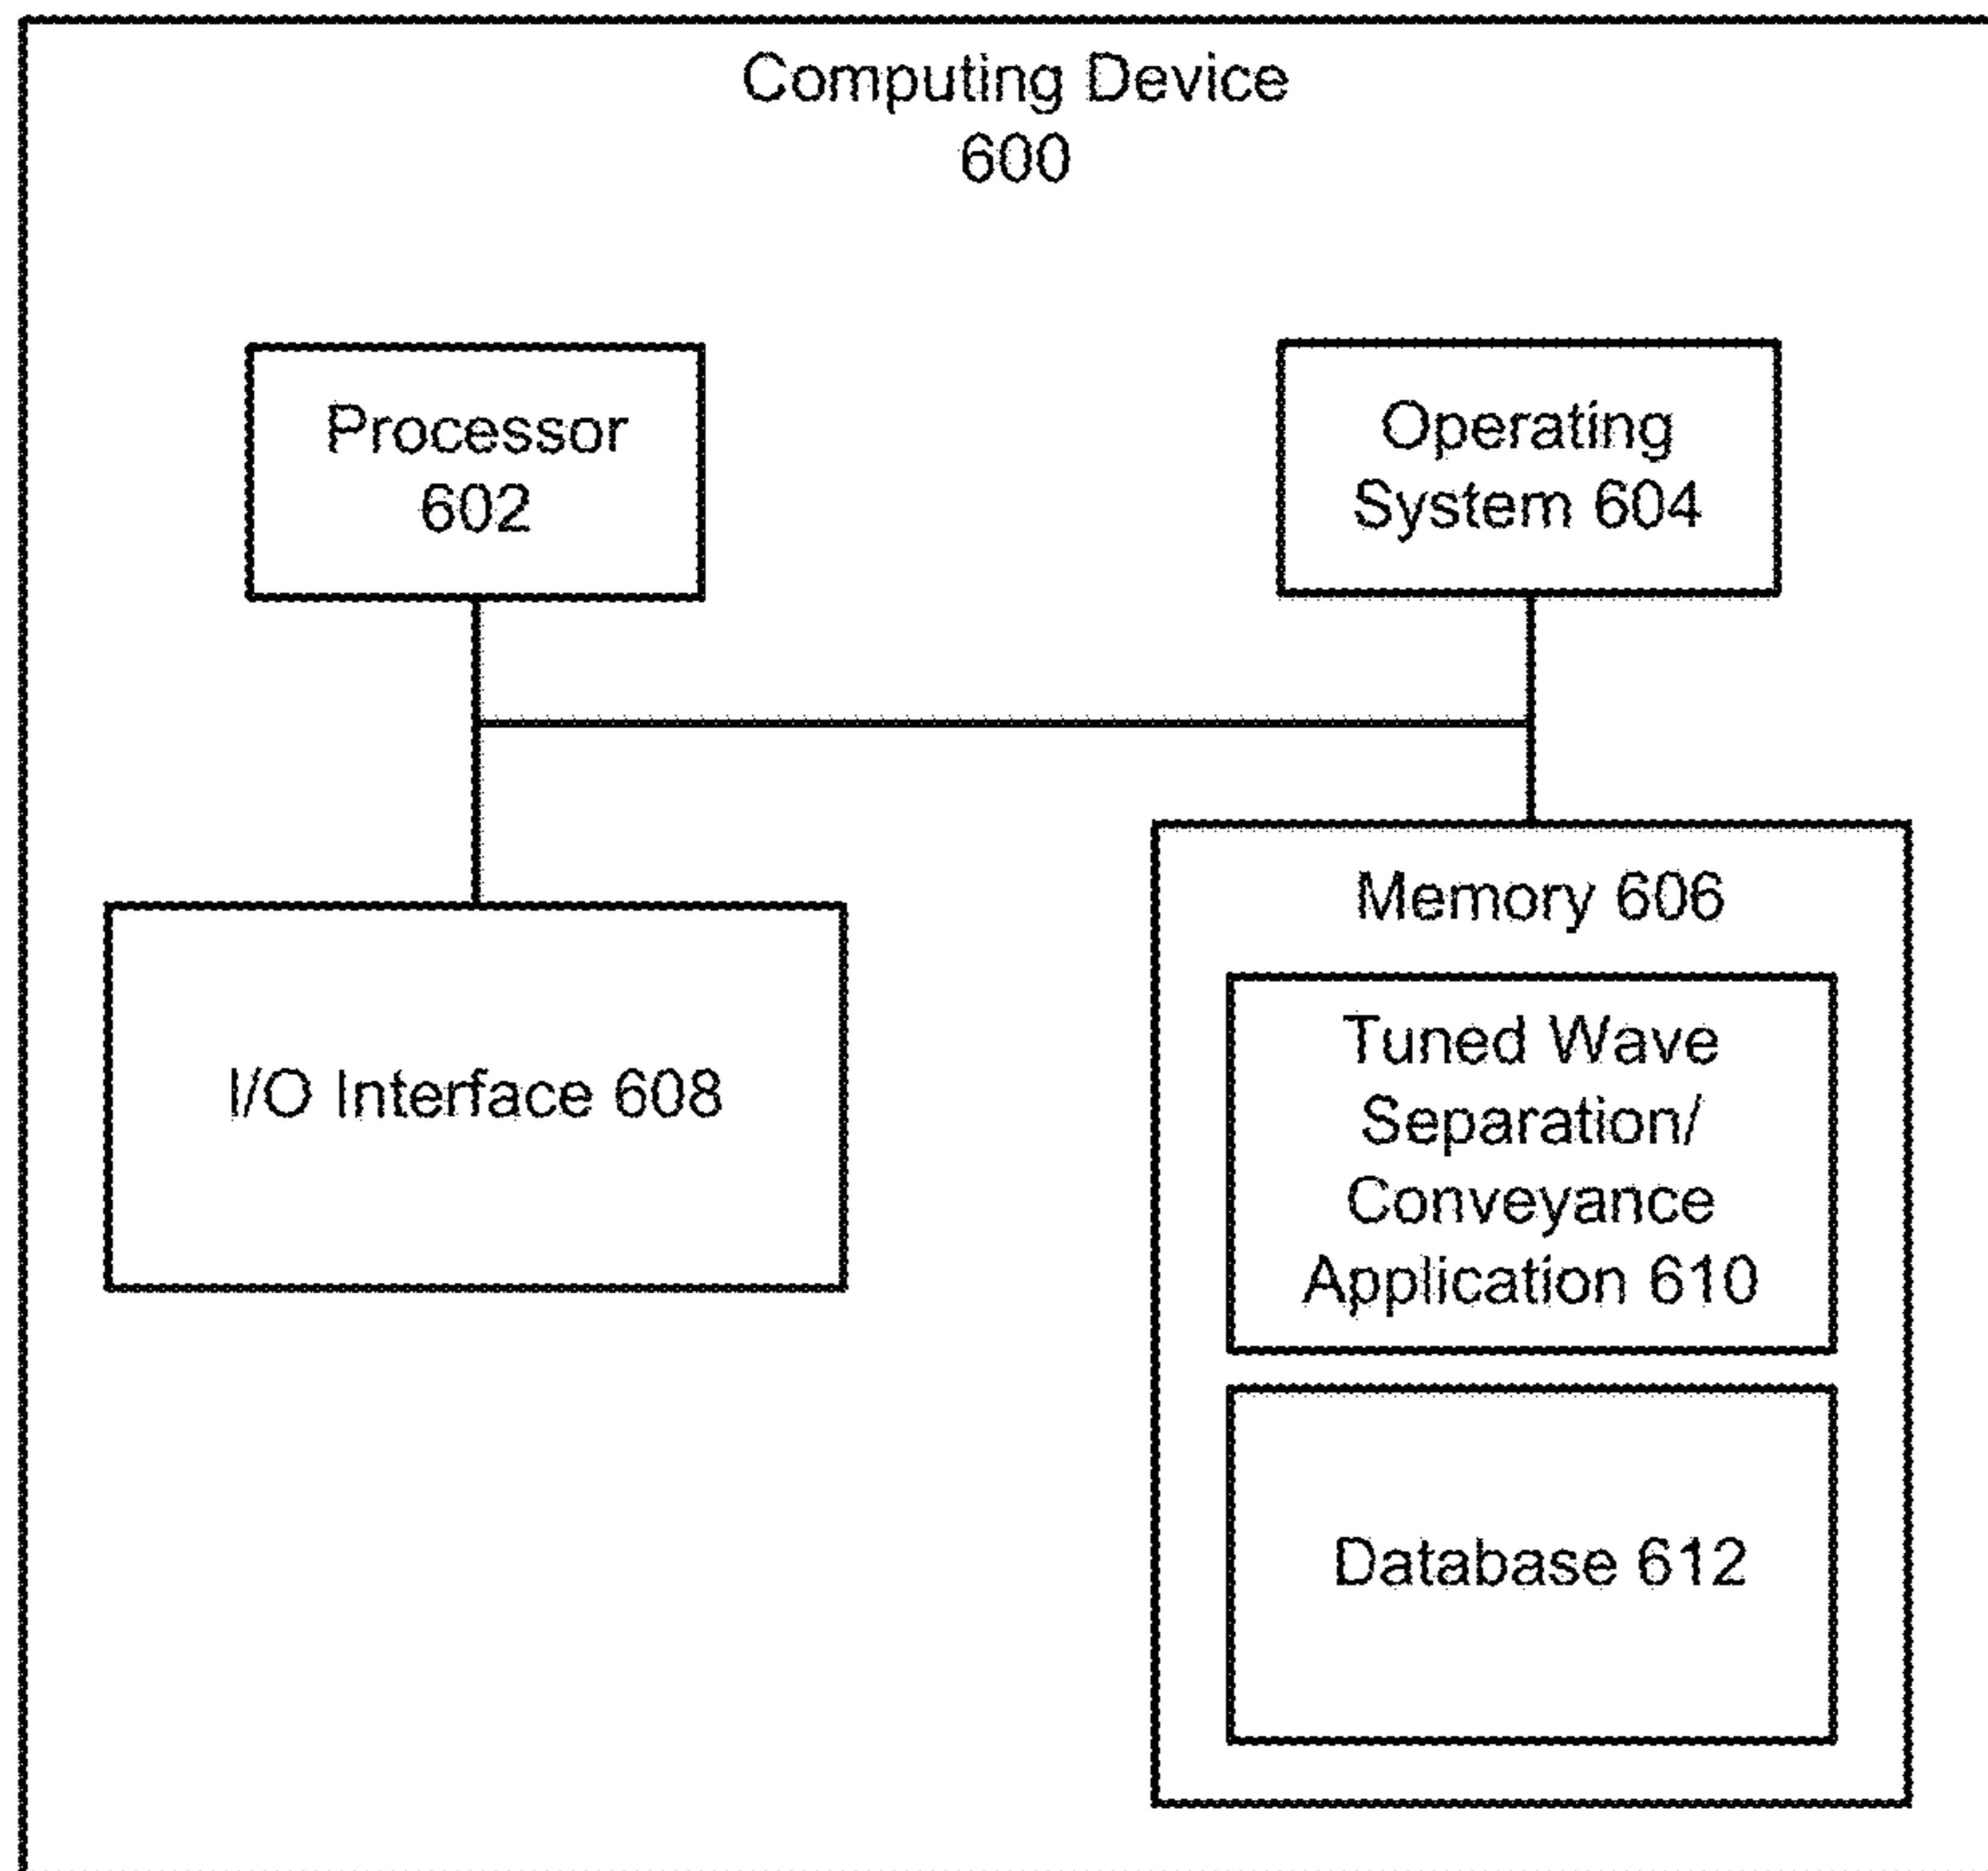 Computing Device
600
Processor
602
Operating
System 604
I/O Interface 608
Memory 606
Tuned Wave
Separation/
Conveyance
Application 610
Database 612